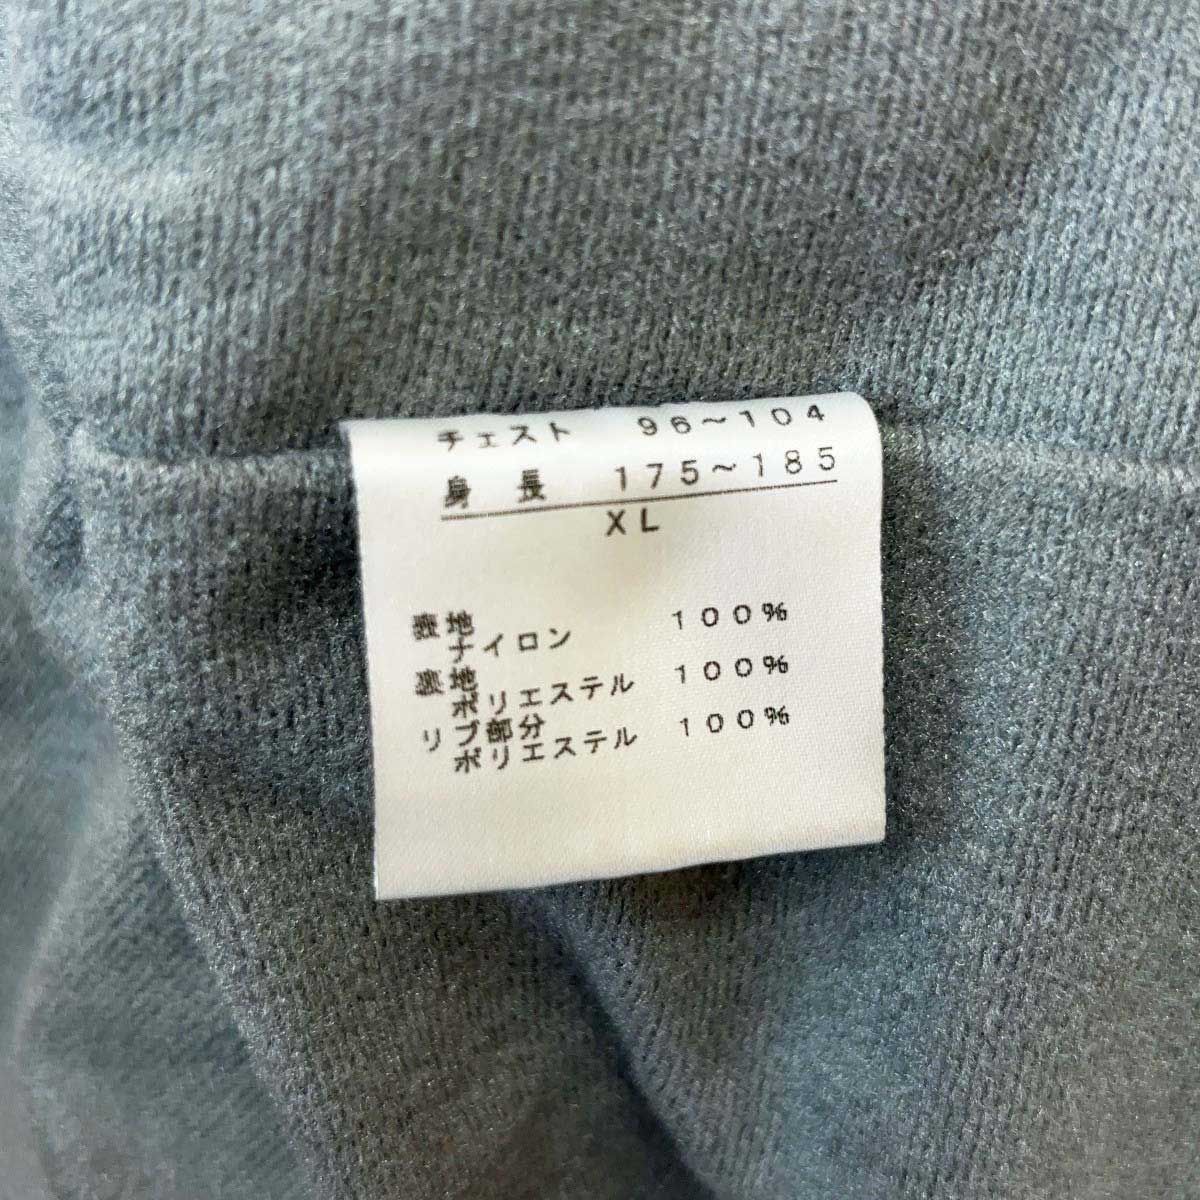 チェスト 96～104
身 長 175～185
XL
表地
ナイロン 100%
裏地
ポリエステル 100%
リブ部分
ポリエステル 100%